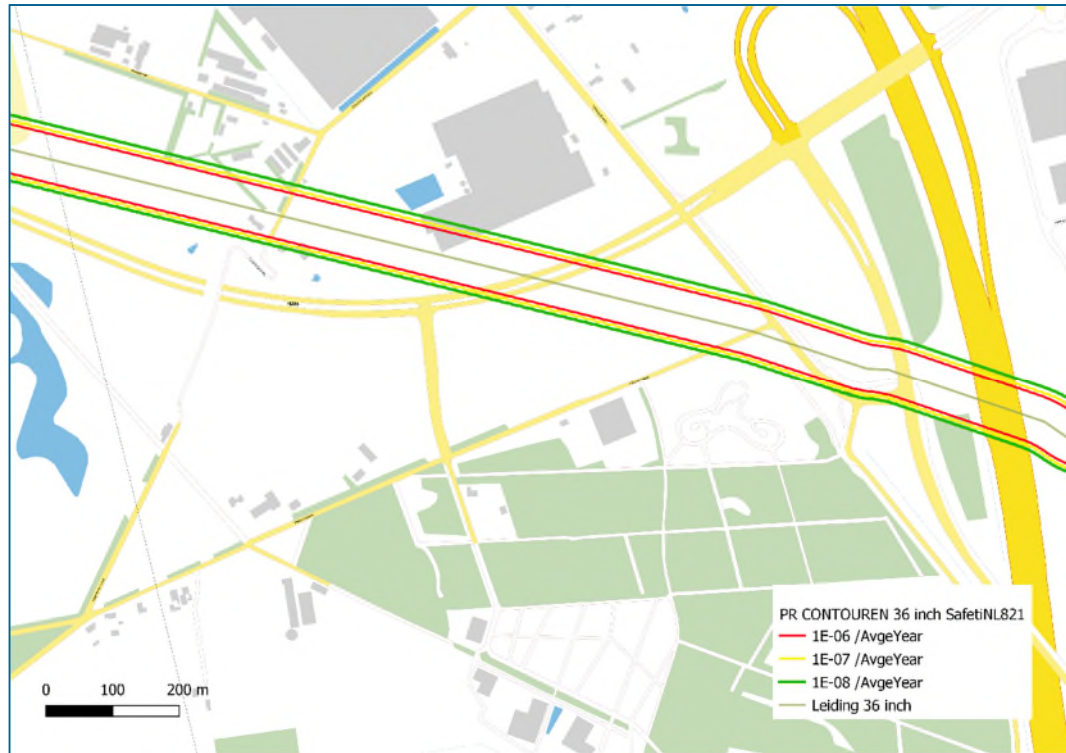 PR CONTOUREN 36 inch SafetiNL821
1E-06 /AvgeYear
1E-07 /AvgeYear
1E-08 /AvgeYear
Leiding 36 inch
0 100 200 m